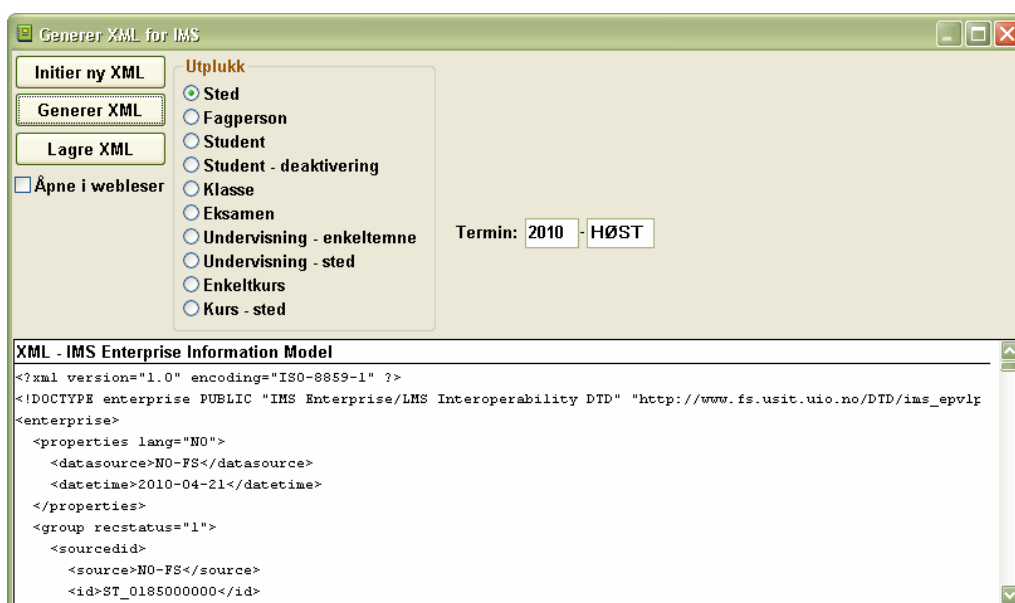 Generer XML for IMS
Initier ny XML
Generer XML
Lagre XML
Åpne i webleser
Utplukk
Sted
Fagperson
Student
Student - deaktivering
Klasse
Eksamen
Undervisning - enkeltemne
Undervisning - sted
Enkeltkurs
Kurs - sted
Termin: 2010 - HØST
XML - IMS Enterprise Information Model
<?xml version="1.0" encoding="ISO-8859-1" ?>
<!DOCTYPE enterprise PUBLIC "IMS Enterprise/LMS Interoperability DTD" "http://www.fs.usit.uio.no/DTD/ims_epvlp
<enterprise>
<properties lang="NO">
<datasource>NO-FS</datasource>
<datetime>2010-04-21</datetime>
</properties>
<group recstatus="1">
<sourcedid>
<source>NO-FS</source>
<id>ST_0185000000</id>